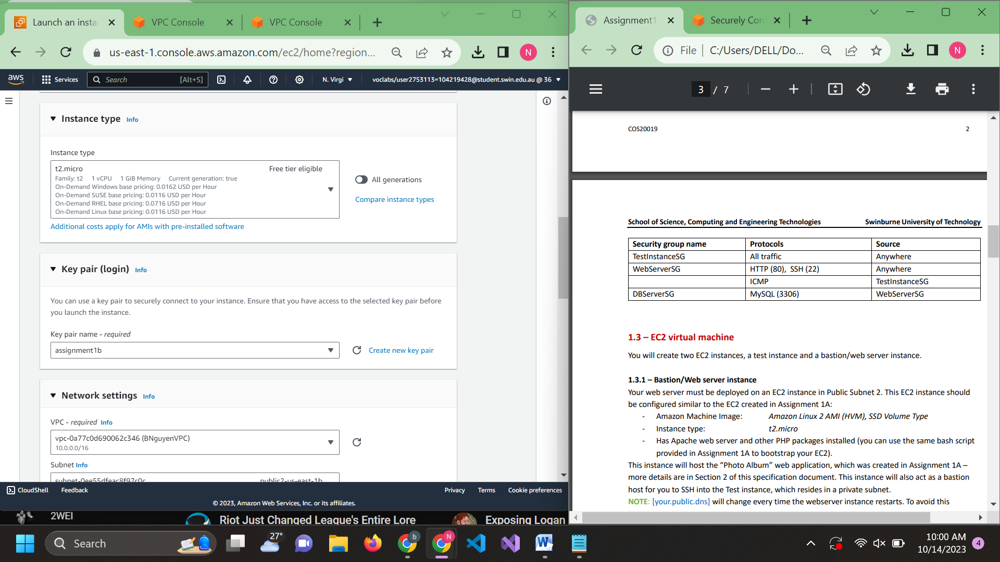 Launch an insta
VPC Console
VPC Console
us-east-1.console.aws.amazon.com/ec2/home?region...
N
aws
Services
Search
[Alt+S]
N. Virgi
voclabs/user2753113=104219428@student.swin.edu.au @ 36
Instance type Info
Instance type
t2.micro Free tier eligible
Family: t2 1 vCPU 1 GiB Memory Current generation: true
On-Demand Windows base pricing: 0.0162 USD per Hour
On-Demand SUSE base pricing: 0.0116 USD per Hour
On-Demand RHEL base pricing: 0.0716 USD per Hour
On-Demand Linux base pricing: 0.0116 USD per Hour
All generations
Compare instance types
Additional costs apply for AMIs with pre-installed software
Key pair (login) Info
You can use a key pair to securely connect to your instance. Ensure that you have access to the selected key pair before
you launch the instance.
Key pair name - required
assignment1b
Create new key pair
Network settings Info
VPC - required Info
vpc-0a77c0d690062c346 (BNguyenVPC)
10.0.0.0/16
Subnet Info
subnet-0ee55dfeac8f97c0c public2-us-east-1b
CloudShell Feedback Privacy Terms Cookie preferences
© 2023, Amazon Web Services, Inc. or its affiliates.
2WEI
Riot Just Changed League's Entire Lore
Exposing Logan
Assignment1
Securely Con
File
C:/Users/DELL/Do...
N
3 / 7
COS20019 2
School of Science, Computing and Engineering Technologies Swinburne University of Technology
Security group name Protocols Source
TestInstanceSG All traffic Anywhere
WebServerSG HTTP (80), SSH (22) Anywhere
ICMP TestInstanceSG
DBServerSG MySQL (3306) WebServerSG
1.3 – EC2 virtual machine
You will create two EC2 instances, a test instance and a bastion/web server instance.
1.3.1 – Bastion/Web server instance
Your web server must be deployed on an EC2 instance in Public Subnet 2. This EC2 instance should
be configured similar to the EC2 created in Assignment 1A:
- Amazon Machine Image: Amazon Linux 2 AMI (HVM), SSD Volume Type
- Instance type: t2.micro
- Has Apache web server and other PHP packages installed (you can use the same bash script
provided in Assignment 1A to bootstrap your EC2).
This instance will host the “Photo Album” web application, which was created in Assignment 1A –
more details are in Section 2 of this specification document. This instance will also act as a bastion
host for you to SSH into the Test instance, which resides in a private subnet.
NOTE: [your.public.dns] will change every time the webserver instance restarts. To avoid this
Search
27°
b
N
10:00 AM
10/14/2023
4